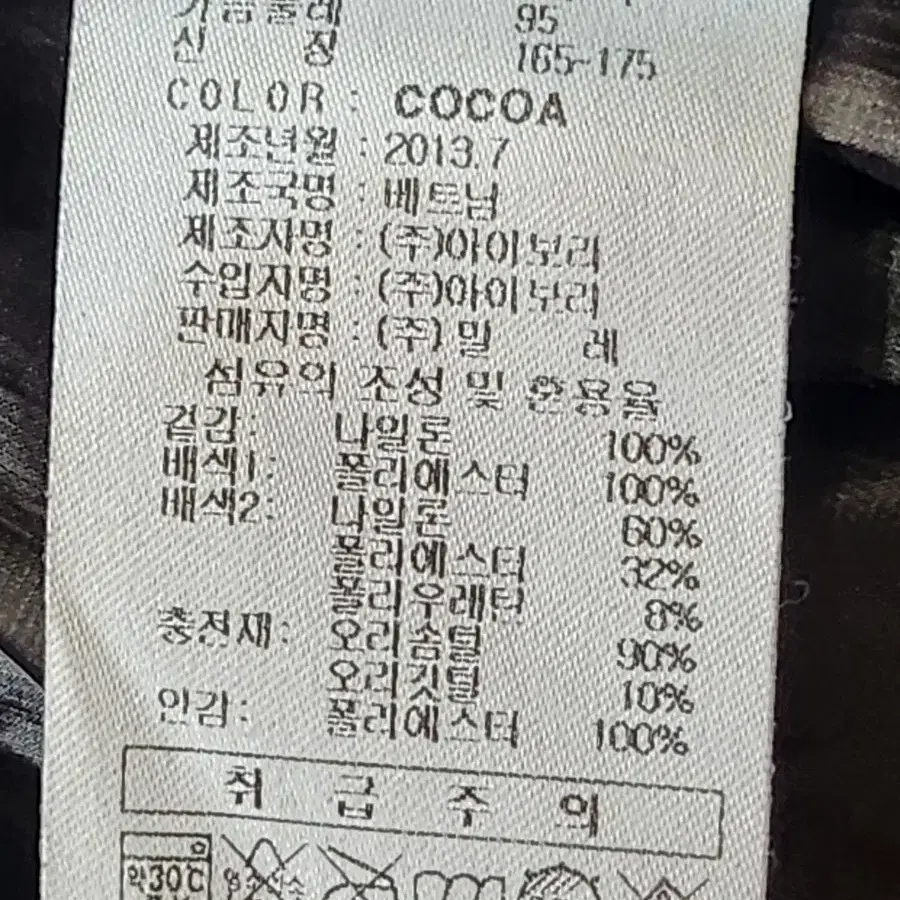 가슴둘레 95
신 장 165-175
COLOR : COCOA
제조년월 : 2013.7
제조국명 : 베트남
제조자명 : (주)아이보리
수입자명 : (주)아이보리
판매자명 : (주) 밀 레
섬유의 조성 및 혼용율
겉감: 나일론 100%
배색1: 폴리에스터 100%
배색2: 나일론 60%
폴리에스터 32%
폴리우레탄 8%
충전재: 오리솜털 90%
오리깃털 10%
안감: 폴리에스터 100%
취 급 주 의
약30℃